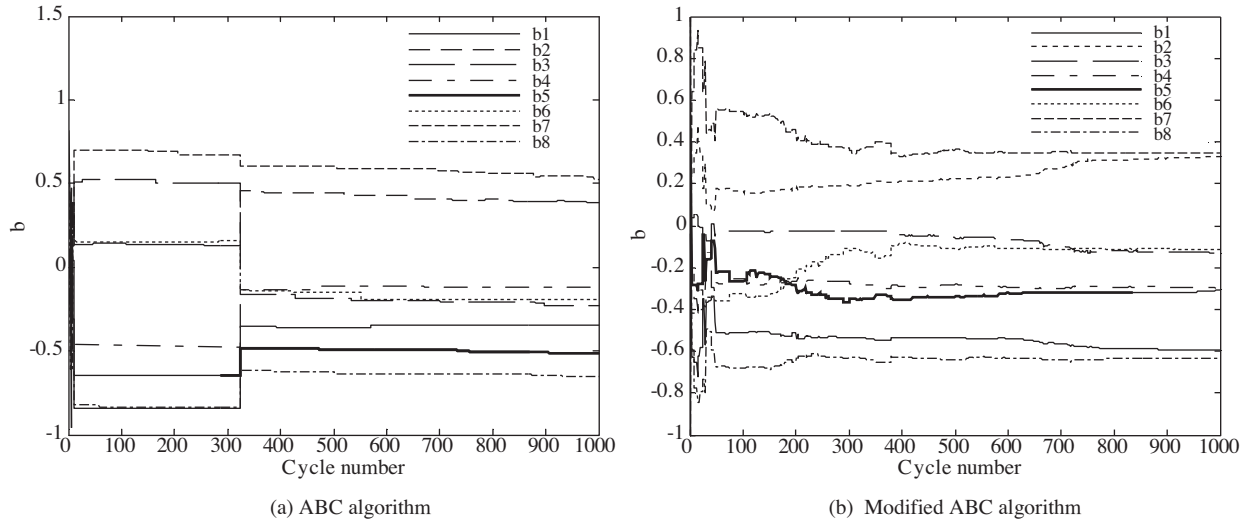 1.5
1
0.5
0
-0.5
-1
b
0 100 200 300 400 500 600 700 800 900 1000
Cycle number
b1
b2
b3
b4
b5
b6
b7
b8
(a) ABC algorithm
1
0.8
0.6
0.4
0.2
0
-0.2
-0.4
-0.6
-0.8
-1
b
0 100 200 300 400 500 600 700 800 900 1000
Cycle number
b1
b2
b3
b4
b5
b6
b7
b8
(b) Modified ABC algorithm